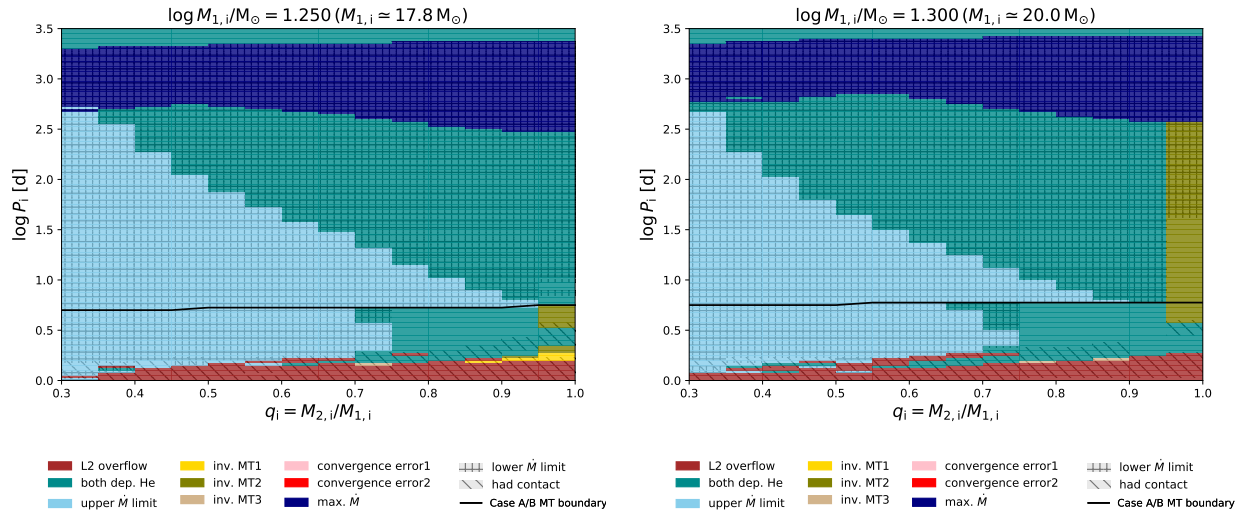 log M₁,ᵢ/M⊙ = 1.250 (M₁,ᵢ ≃ 17.8 M⊙)
3.5
3.0
2.5
2.0
1.5
1.0
0.5
0.0
log Pᵢ [d]
0.3 0.4 0.5 0.6 0.7 0.8 0.9 1.0
qᵢ = M₂,ᵢ/M₁,ᵢ
L2 overflow inv. MT1 convergence error1 lower Ṁ limit
both dep. He inv. MT2 convergence error2 had contact
upper Ṁ limit inv. MT3 max. Ṁ Case A/B MT boundary
log M₁,ᵢ/M⊙ = 1.300 (M₁,ᵢ ≃ 20.0 M⊙)
3.5
3.0
2.5
2.0
1.5
1.0
0.5
0.0
log Pᵢ [d]
0.3 0.4 0.5 0.6 0.7 0.8 0.9 1.0
qᵢ = M₂,ᵢ/M₁,ᵢ
L2 overflow inv. MT1 convergence error1 lower Ṁ limit
both dep. He inv. MT2 convergence error2 had contact
upper Ṁ limit inv. MT3 max. Ṁ Case A/B MT boundary